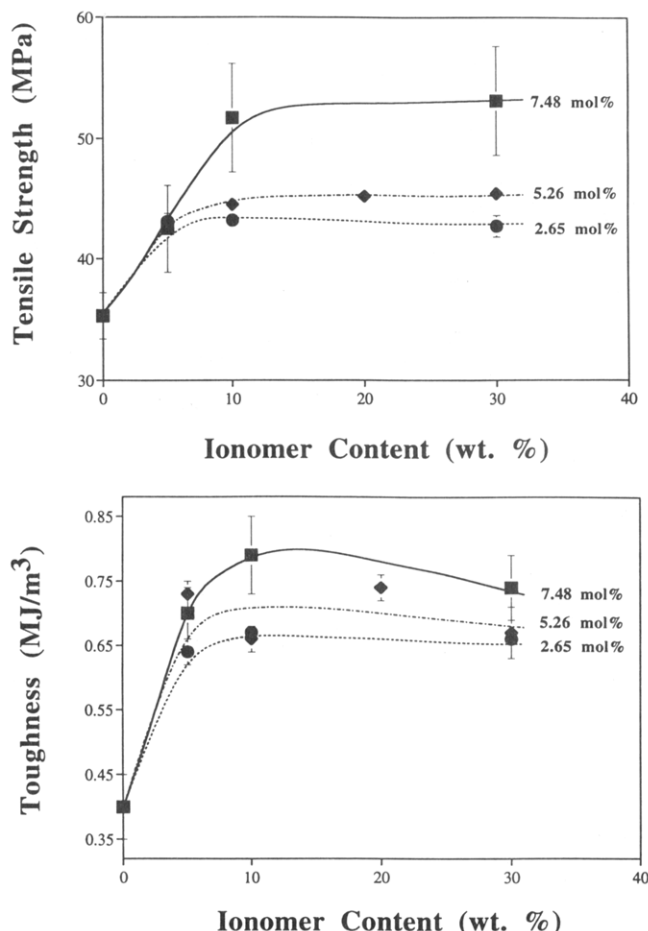 60
50
40
30
Tensile Strength (MPa)
7.48 mol%
5.26 mol%
2.65 mol%
0 10 20 30 40
Ionomer Content (wt. %)
0.85
0.75
0.65
0.55
0.45
0.35
Toughness (MJ/m³)
7.48 mol%
5.26 mol%
2.65 mol%
0 10 20 30 40
Ionomer Content (wt. %)